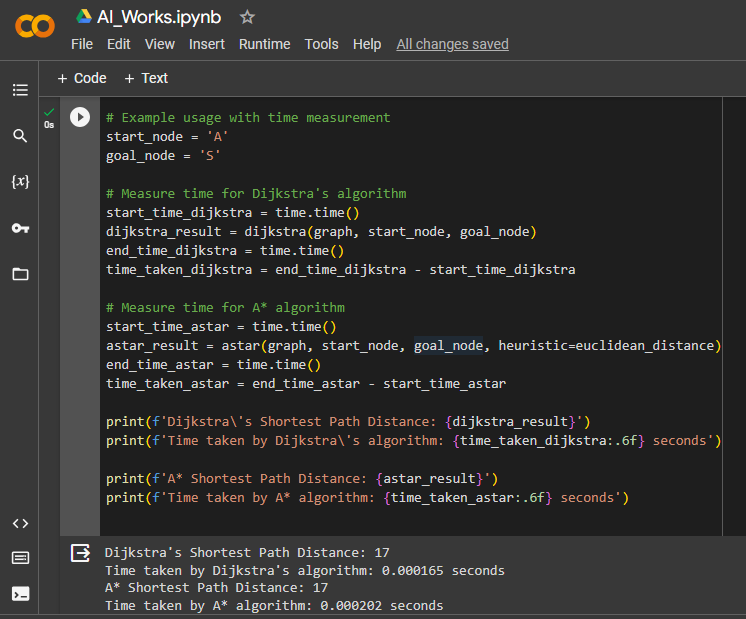 AI_Works.ipynb
File Edit View Insert Runtime Tools Help All changes saved
+ Code + Text
{x}
0s
# Example usage with time measurement
start_node = 'A'
goal_node = 'S'
# Measure time for Dijkstra's algorithm
start_time_dijkstra = time.time()
dijkstra_result = dijkstra(graph, start_node, goal_node)
end_time_dijkstra = time.time()
time_taken_dijkstra = end_time_dijkstra - start_time_dijkstra
# Measure time for A* algorithm
start_time_astar = time.time()
astar_result = astar(graph, start_node, goal_node, heuristic=euclidean_distance)
end_time_astar = time.time()
time_taken_astar = end_time_astar - start_time_astar
print(f'Dijkstra\'s Shortest Path Distance: {dijkstra_result}')
print(f'Time taken by Dijkstra\'s algorithm: {time_taken_dijkstra:.6f} seconds')
print(f'A* Shortest Path Distance: {astar_result}')
print(f'Time taken by A* algorithm: {time_taken_astar:.6f} seconds')
Dijkstra's Shortest Path Distance: 17
Time taken by Dijkstra's algorithm: 0.000165 seconds
A* Shortest Path Distance: 17
Time taken by A* algorithm: 0.000202 seconds